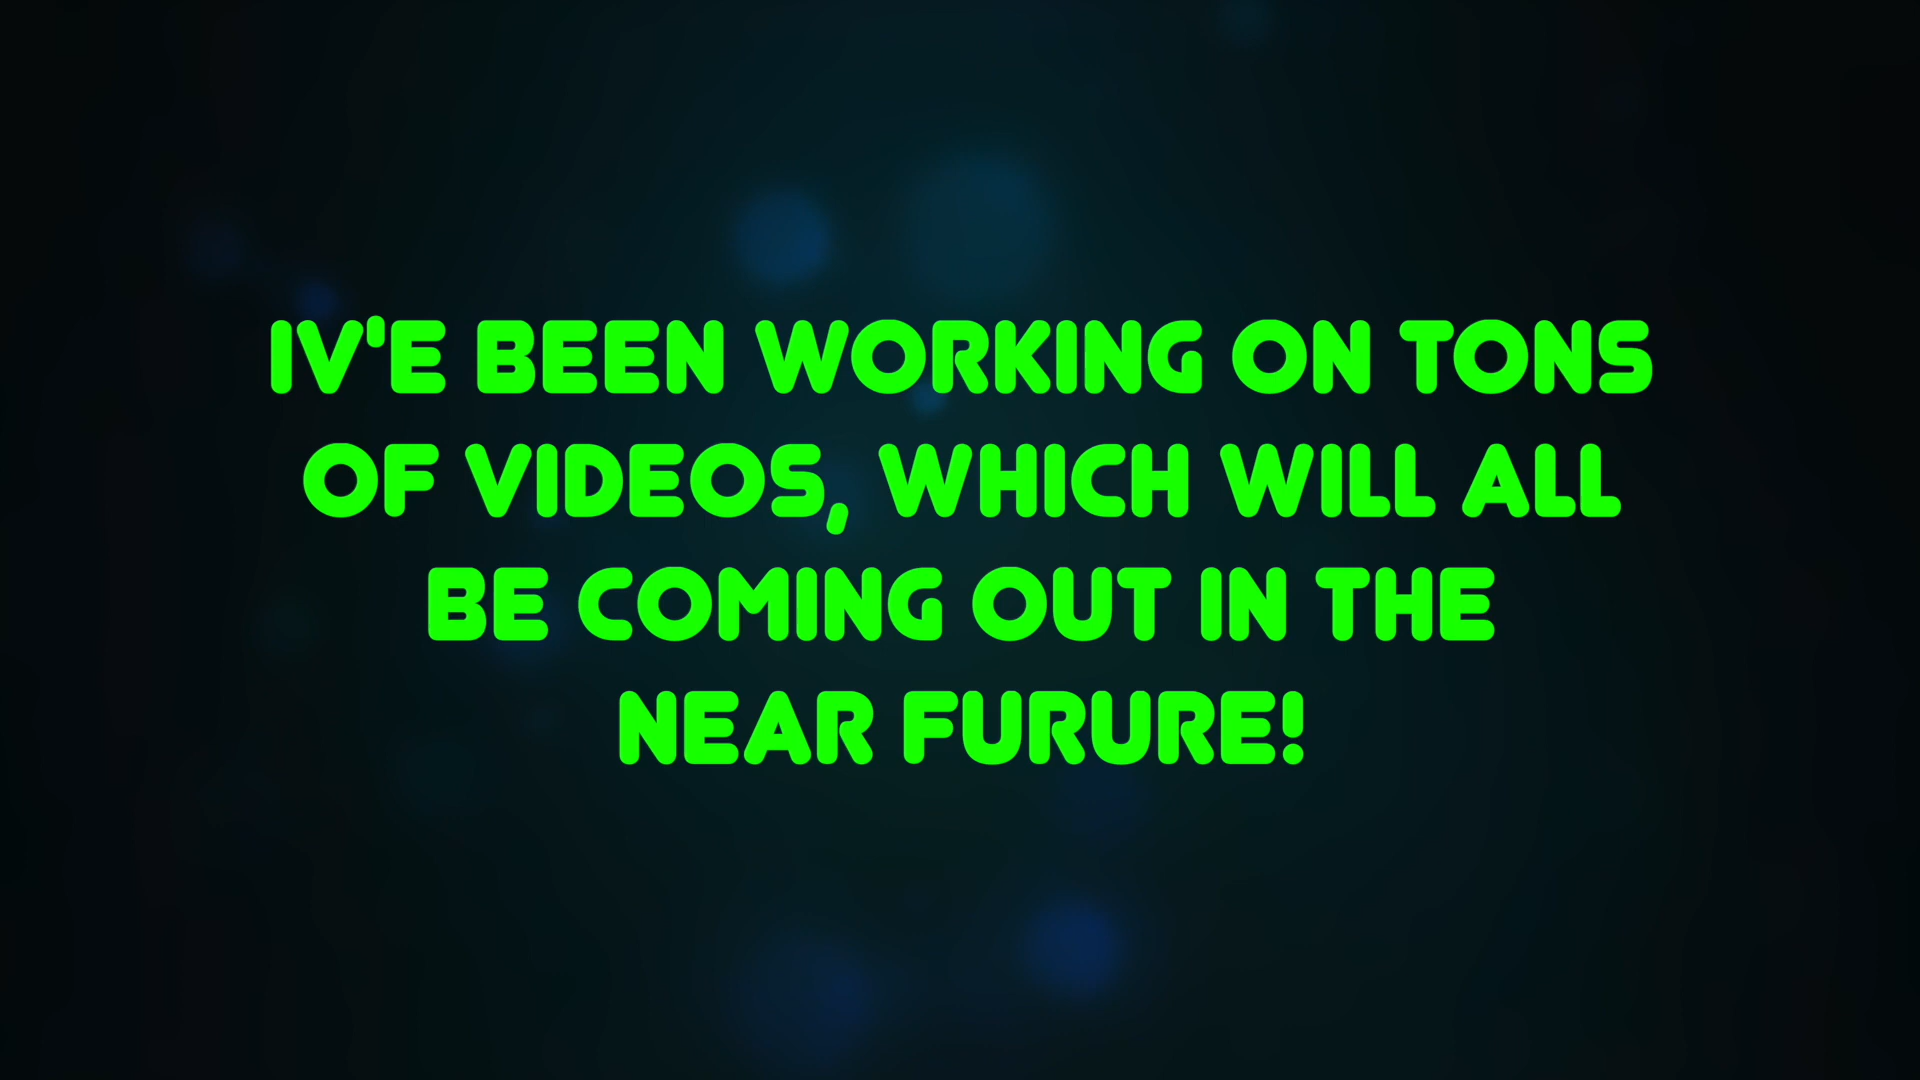 IV'E BEEN WORKING ON TONS
OF VIDEOS, WHICH WILL ALL
BE COMING OUT IN THE
NEAR FURURE!